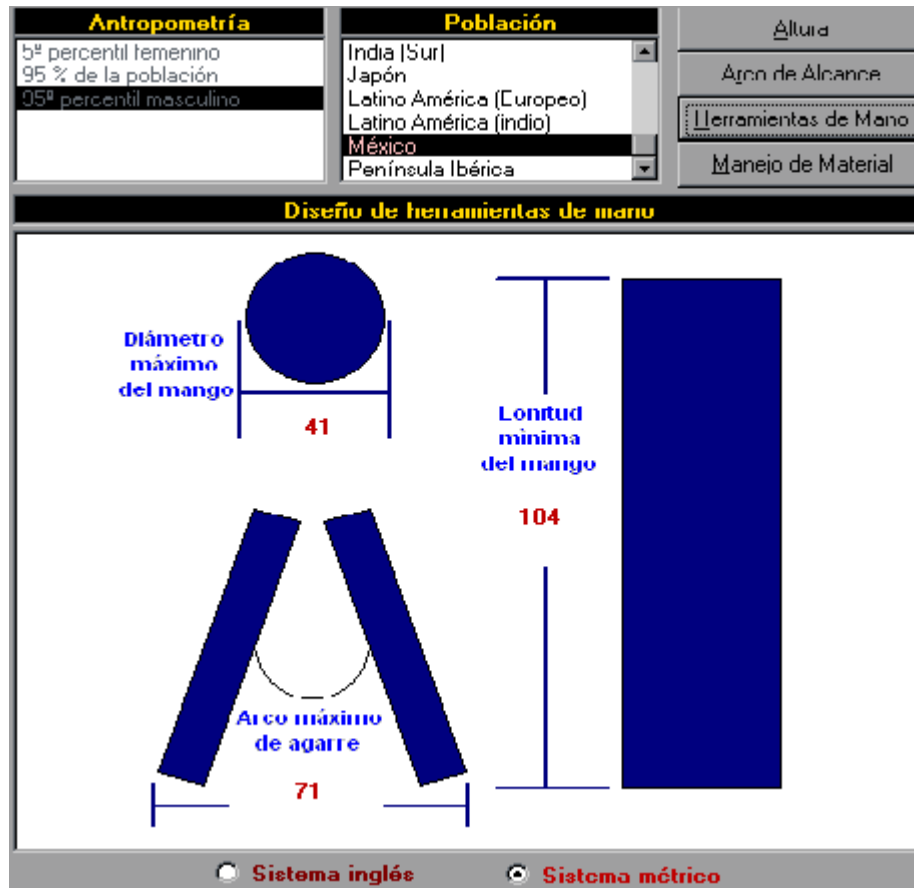 Antropometría
5º percentil femenino
95 % de la población
95º percentil masculino
Población
India (Sur)
Japón
Latino América (Europeo)
Latino América (indio)
México
Península Ibérica
Altura
Arco de Alcance
Herramientas de Mano
Manejo de Material
Diseño de herramientas de mano
Diámetro
máximo
del mango
41
Lonitud
mìnima
del mango
104
Arco máximo
de agarre
71
Sistema inglés
Sistema métrico